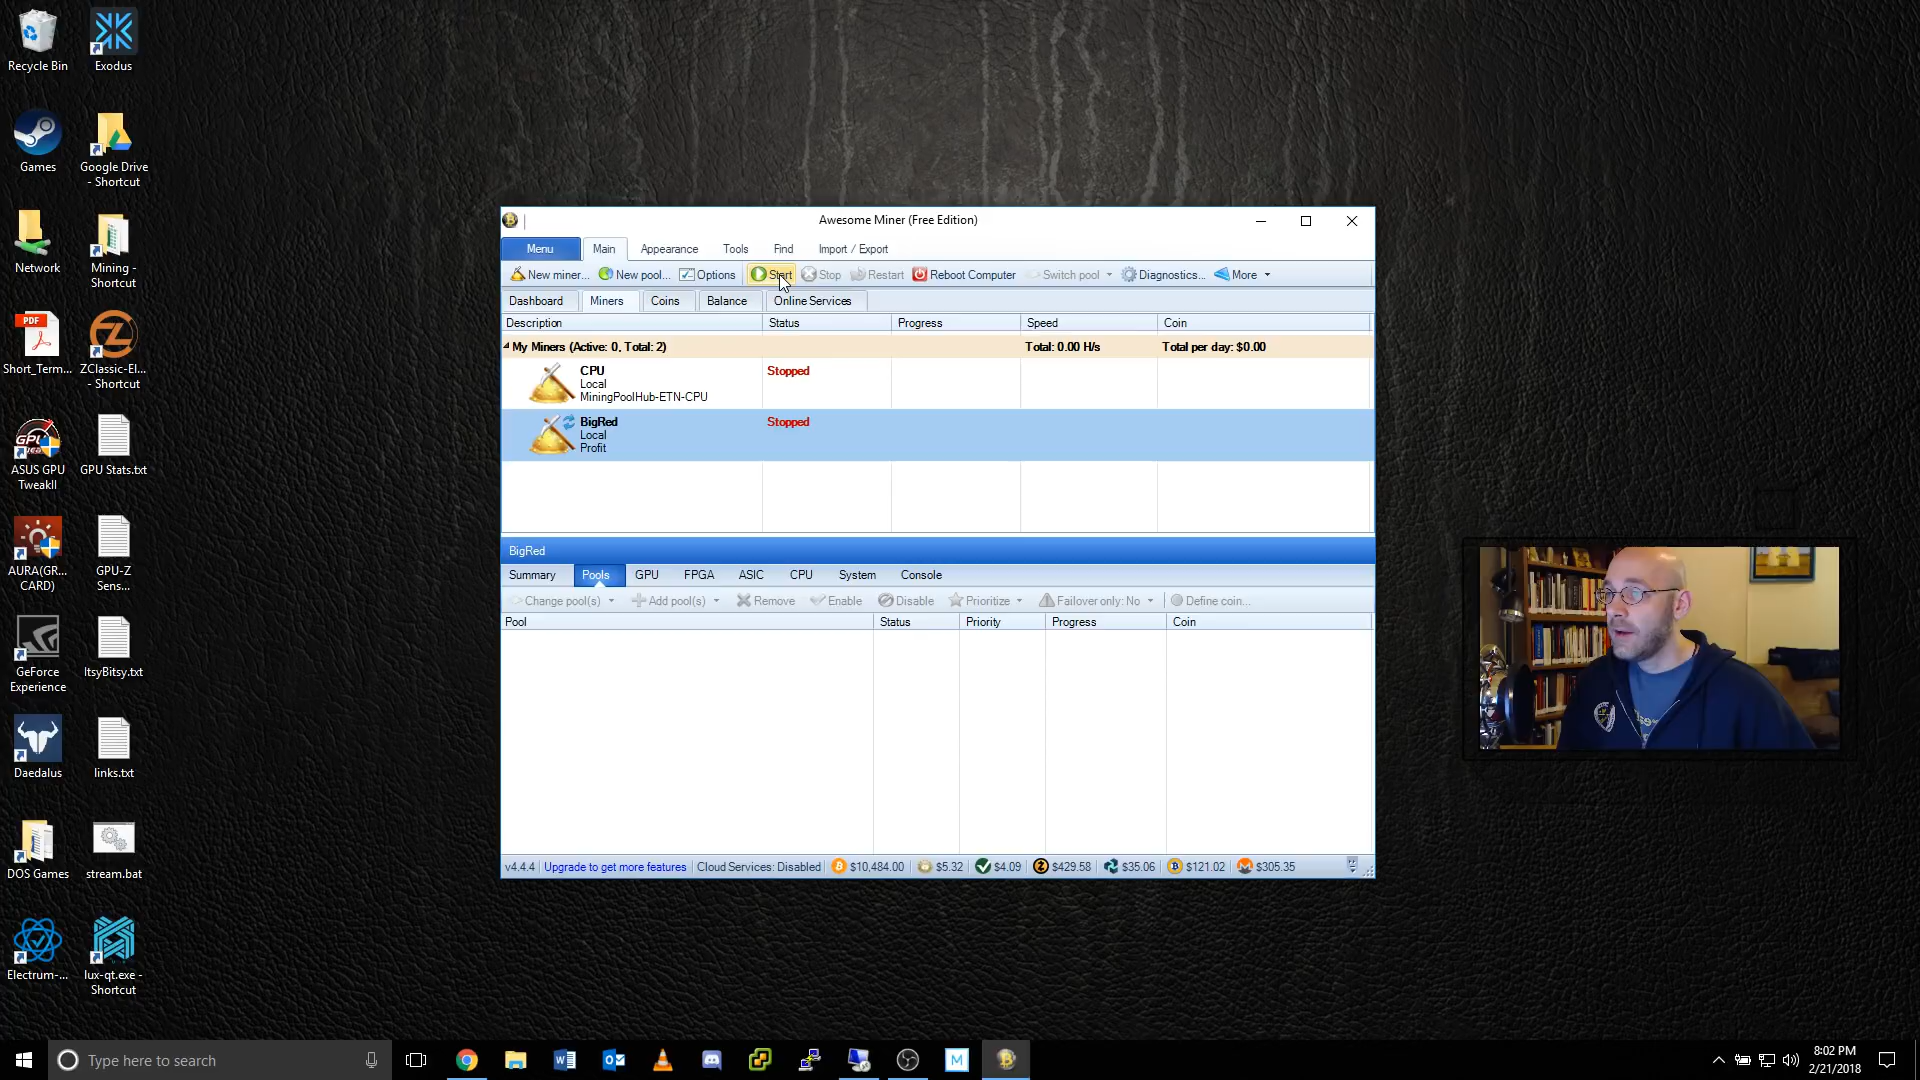 Recycle Bin
Exodus
Games
Google Drive
- Shortcut
Network
Mining -
Shortcut
PDF
Short_Term...
ZClassic-El...
- Shortcut
ASUS GPU
TweakII
GPU Stats.txt
AURA(GR...
CARD)
GPU-Z
Sens...
GeForce
Experience
ItsyBitsy.txt
Daedalus
links.txt
DOS Games
stream.bat
Electrum-...
lux-qt.exe -
Shortcut
Awesome Miner (Free Edition)
Menu Main Appearance Tools Find Import / Export
New miner... New pool... Options Start Stop Restart Reboot Computer Switch pool Diagnostics... More
Dashboard Miners Coins Balance Online Services
Description Status Progress Speed Coin
My Miners (Active: 0, Total: 2) Total: 0.00 H/s Total per day: $0.00
CPU Stopped
Local
MiningPoolHub-ETN-CPU
BigRed Stopped
Local
Profit
BigRed
Summary Pools GPU FPGA ASIC CPU System Console
Change pool(s) Add pool(s) Remove Enable Disable Prioritize Failover only: No Define coin...
Pool Status Priority Progress Coin
v4.4.4 Upgrade to get more features Cloud Services: Disabled $10,484.00 $5.32 $4.09 $429.58 $35.06 $121.02 $305.35
Type here to search
8:02 PM
2/21/2018